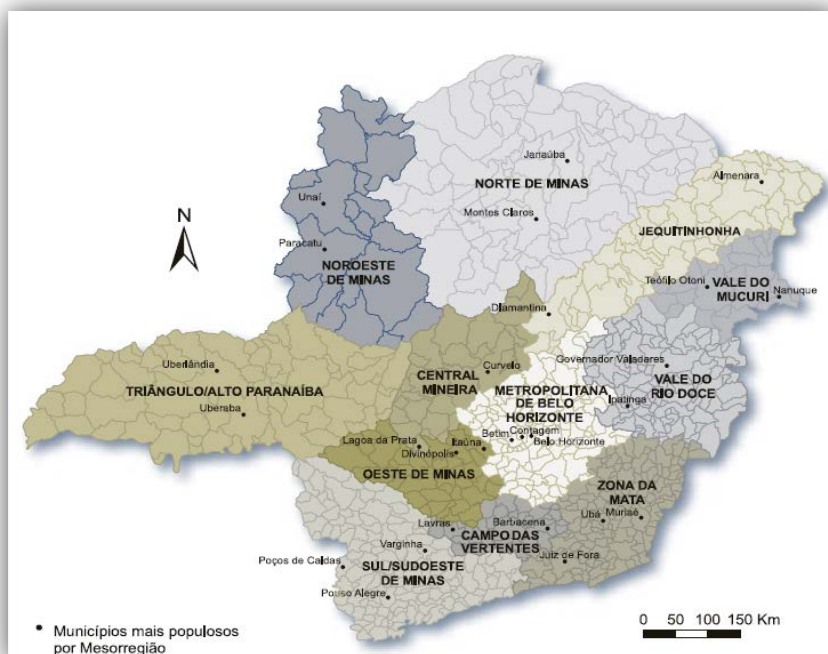 Janaúba
NORTE DE MINAS
Almenara
Unaí
Montes Claros
N
JEQUITINHONHA
Paracatu
NOROESTE
DE MINAS
Teófilo Otoni
VALE DO
MUCURI
Nanuque
Diamantina
Uberlândia
TRIÂNGULO/ALTO PARANAÍBA
Uberaba
CENTRAL
MINEIRA
Curvelo
Governador Valadares
METROPOLITANA
DE BELO
HORIZONTE
VALE DO
RIO DOCE
Ipatinga
Betim
Contagem
Belo Horizonte
Lagoa da Prata
Itaúna
Divinópolis
OESTE DE MINAS
ZONA DA
MATA
Ubá
Muriaé
Lavras
Barbacena
CAMPO DAS
VERTENTES
Varginha
Poços de Caldas
SUL/SUDOESTE
DE MINAS
Juiz de Fora
Pouso Alegre
0 50 100 150 Km
Municípios mais populosos
por Mesorregião